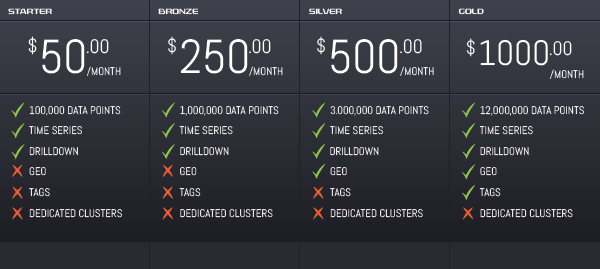 STARTER
$50.00
/MONTH
100,000 DATA POINTS
TIME SERIES
DRILLDOWN
GEO
TAGS
DEDICATED CLUSTERS
BRONZE
$250.00
/MONTH
1,000,000 DATA POINTS
TIME SERIES
DRILLDOWN
GEO
TAGS
DEDICATED CLUSTERS
SILVER
$500.00
/MONTH
3.000,000 DATA POINTS
TIME SERIES
DRILLDOWN
GEO
TAGS
DEDICATED CLUSTERS
GOLD
$1000.00
/MONTH
12,000,000 DATA POINTS
TIME SERIES
DRILLDOWN
GEO
TAGS
DEDICATED CLUSTERS